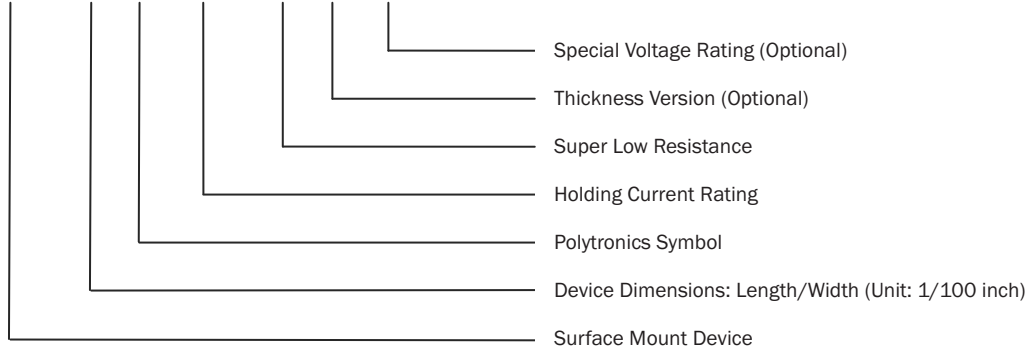 Special Voltage Rating (Optional)
Thickness Version (Optional)
Super Low Resistance
Holding Current Rating
Polytronics Symbol
Device Dimensions: Length/Width (Unit: 1/100 inch)
Surface Mount Device